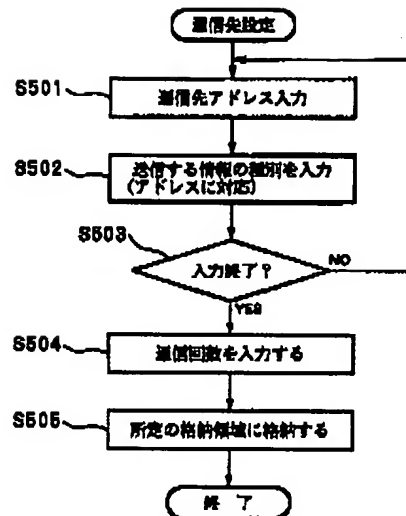 通信先設定
S501
通信先アドレス入力
S502
送信する情報の種別を入力
(アドレスに対応)
S503
入力終了?
NO
YES
S504
通信回数を入力する
S505
所定の格納領域に格納する
終了